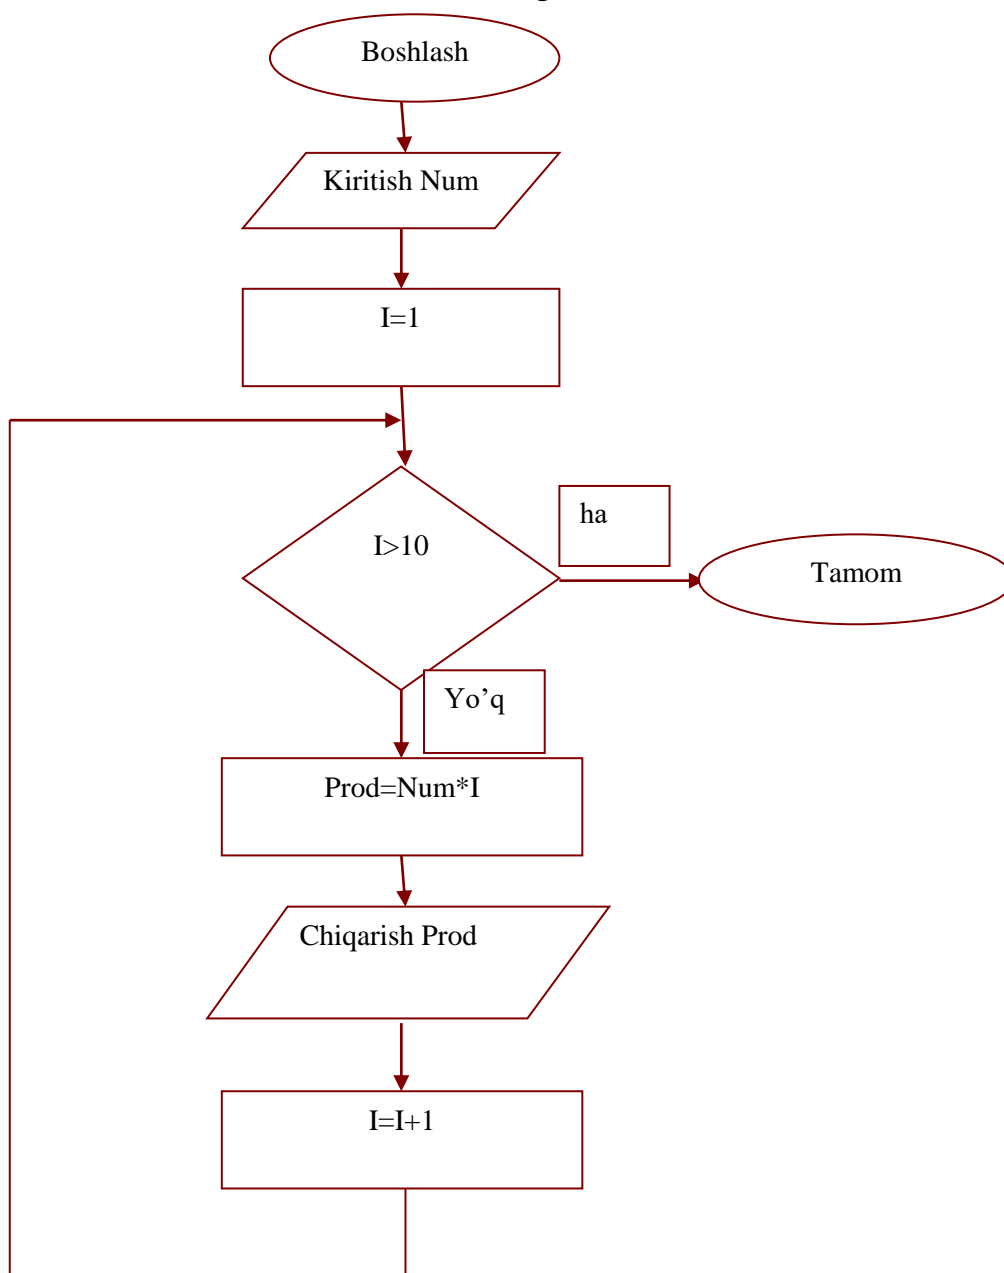 Boshlash
Kiritish Num
I=1
I>10
ha
Tamom
Yo’q
Prod=Num*I
Chiqarish Prod
I=I+1